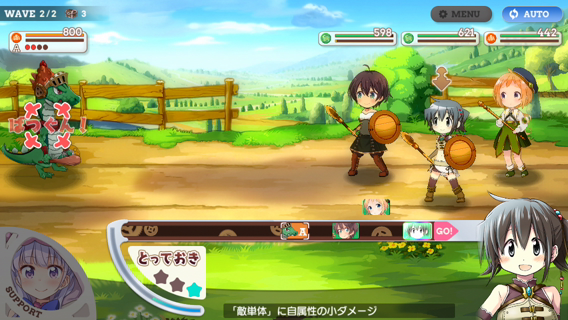 WAVE 2/2 3
MENU
AUTO
800
A
598
621
442
ばつぐん!
A
GO!
とっておき
SUPPORT
「敵単体」に自属性の小ダメージ